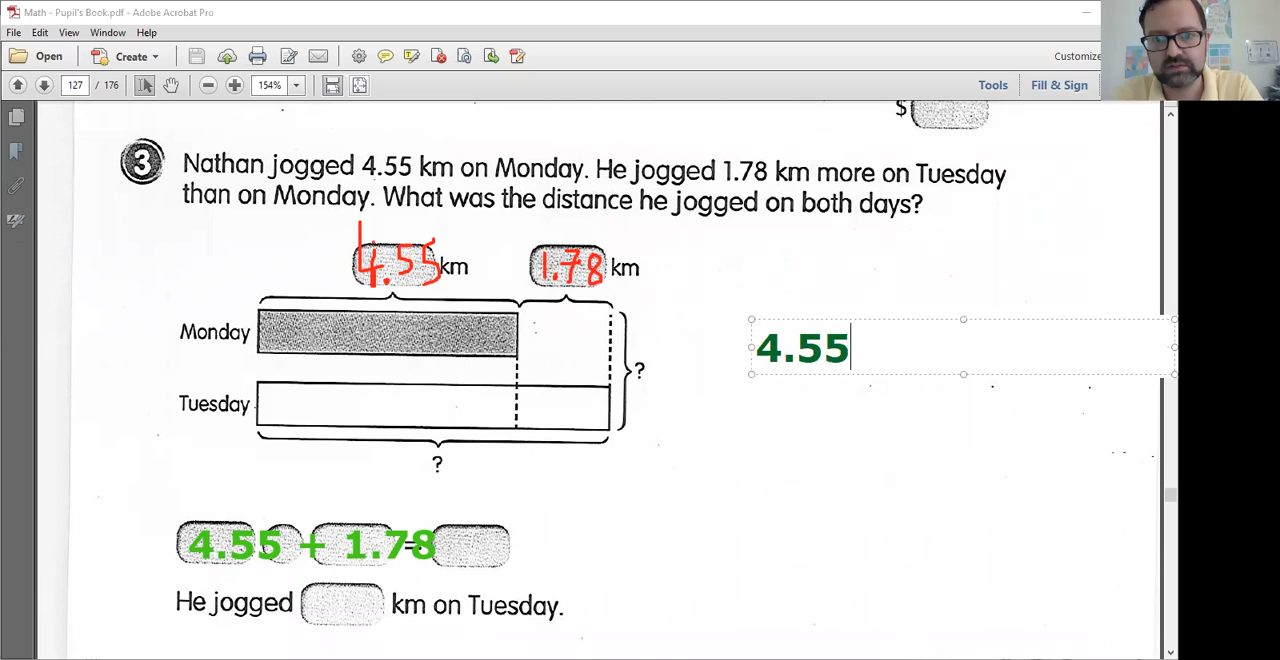 Math - Pupil's Book.pdf - Adobe Acrobat Pro
File Edit View Window Help
Open Create Customize
127 / 176 154% Tools Fill & Sign
$
3 Nathan jogged 4.55 km on Monday. He jogged 1.78 km more on Tuesday
than on Monday. What was the distance he jogged on both days?
4.55 km 1.78 km
Monday
4.55
?
Tuesday
?
4.55 + 1.78 =
He jogged km on Tuesday.